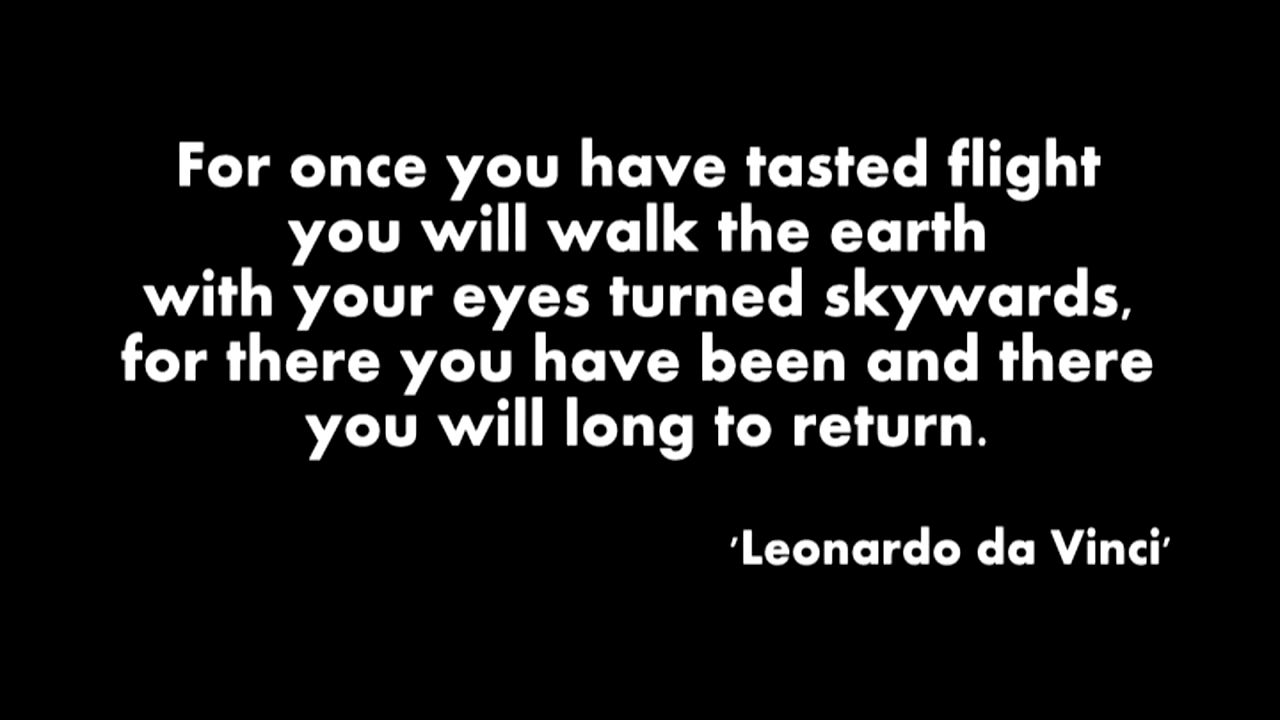 For once you have tasted flight
you will walk the earth
with your eyes turned skywards,
for there you have been and there
you will long to return.
'Leonardo da Vinci'